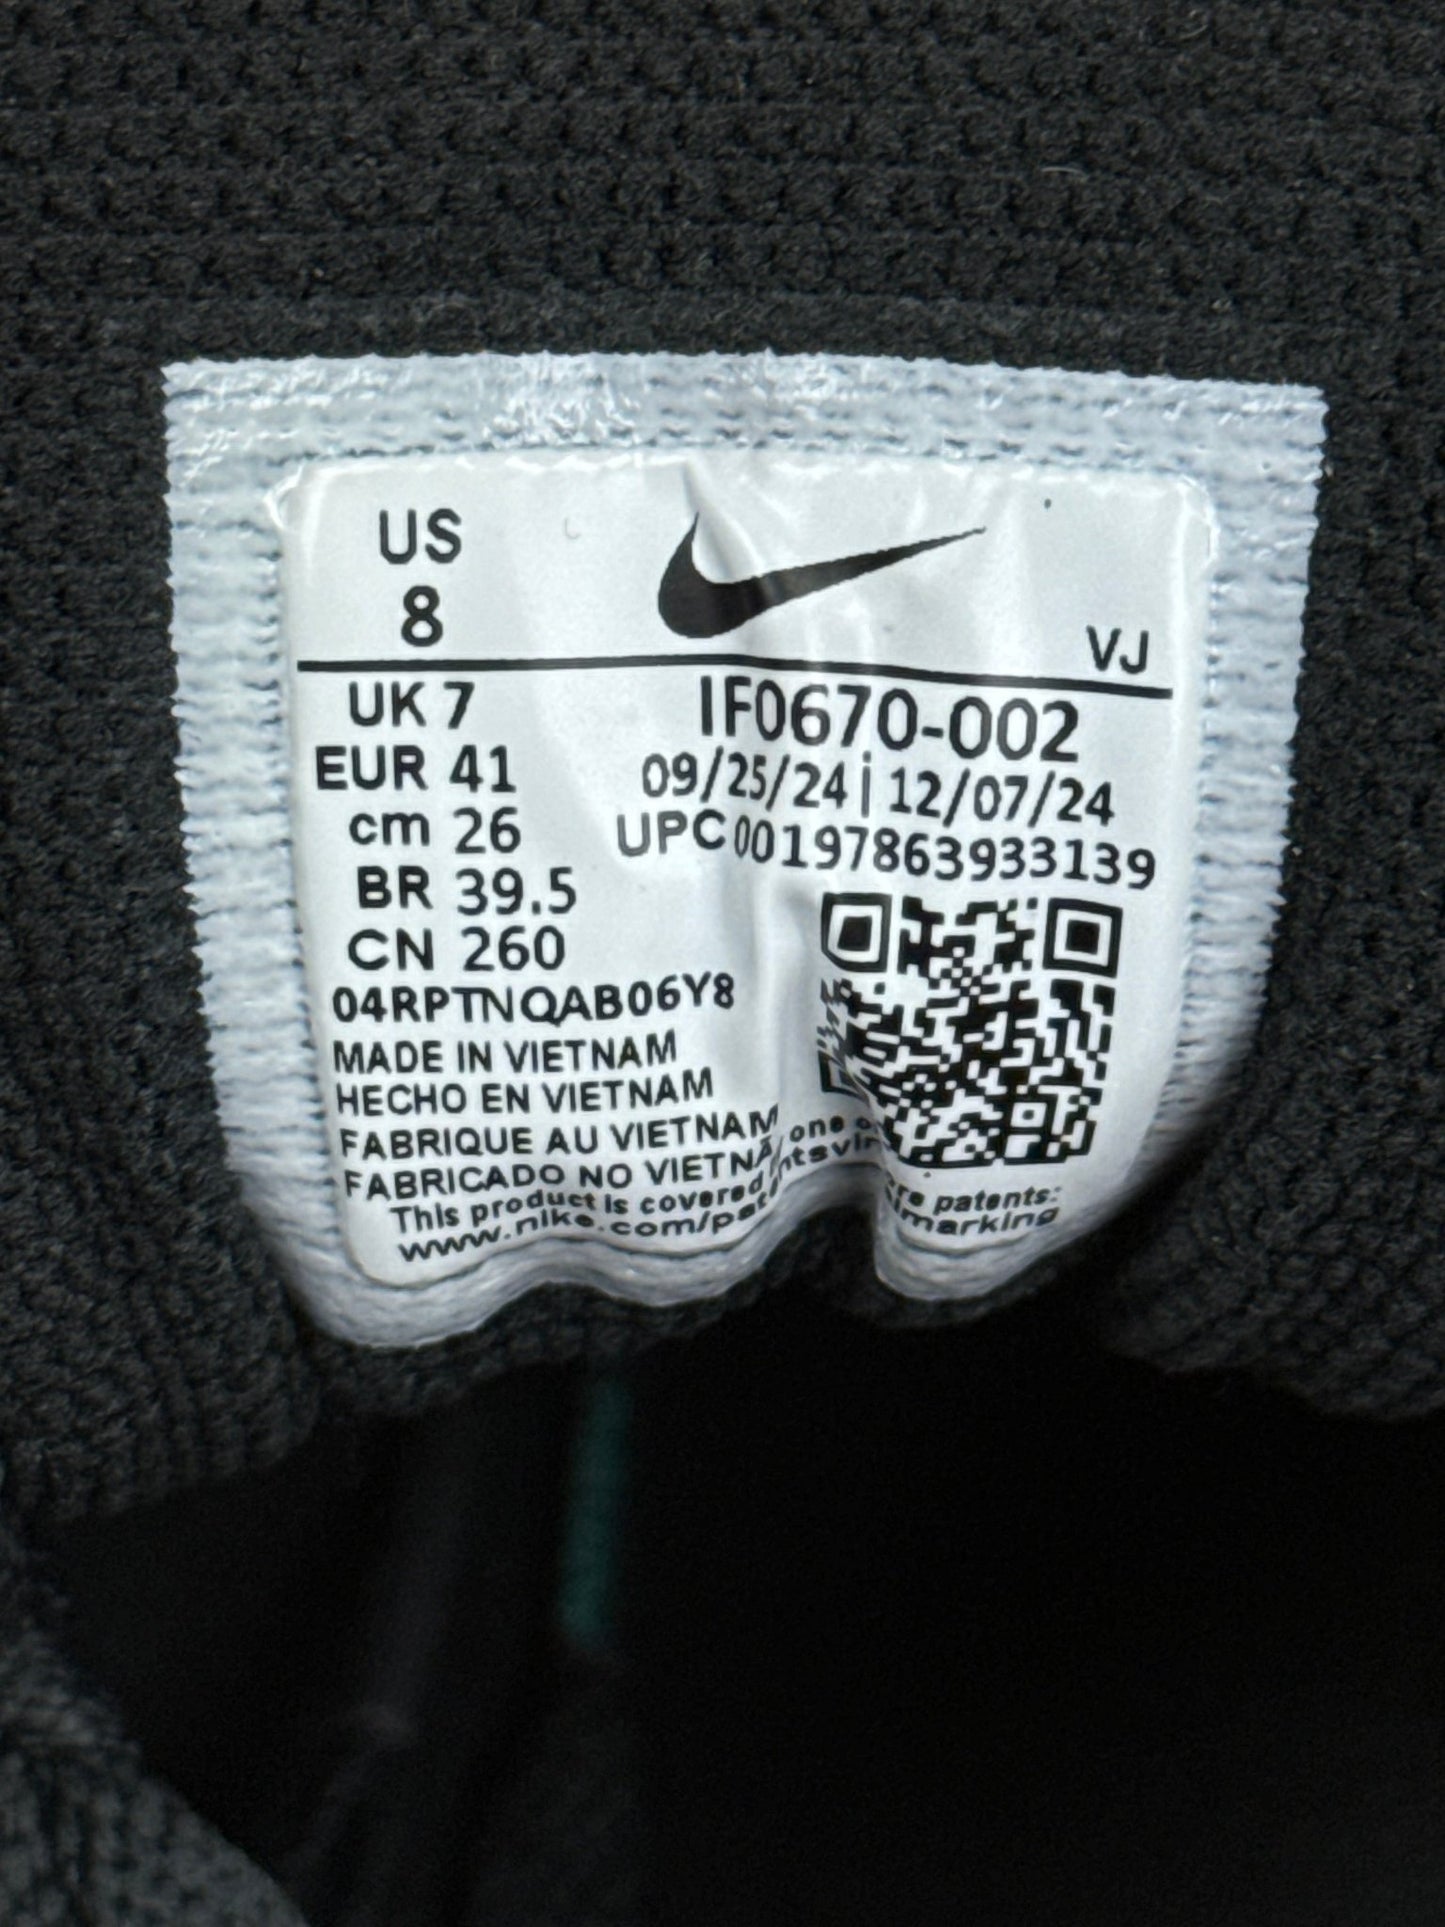 US
8
VJ
UK 7
EUR 41
cm 26
BR 39.5
CN 260
IF0670-002
09/25/24 | 12/07/24
UPC 00197863933139
04RPTNQAB06Y8
MADE IN VIETNAM
HECHO EN VIETNAM
FABRIQUE AU VIETNAM
FABRICADO NO VIETNÃ
This product is covered one patents:
www.nike.com/